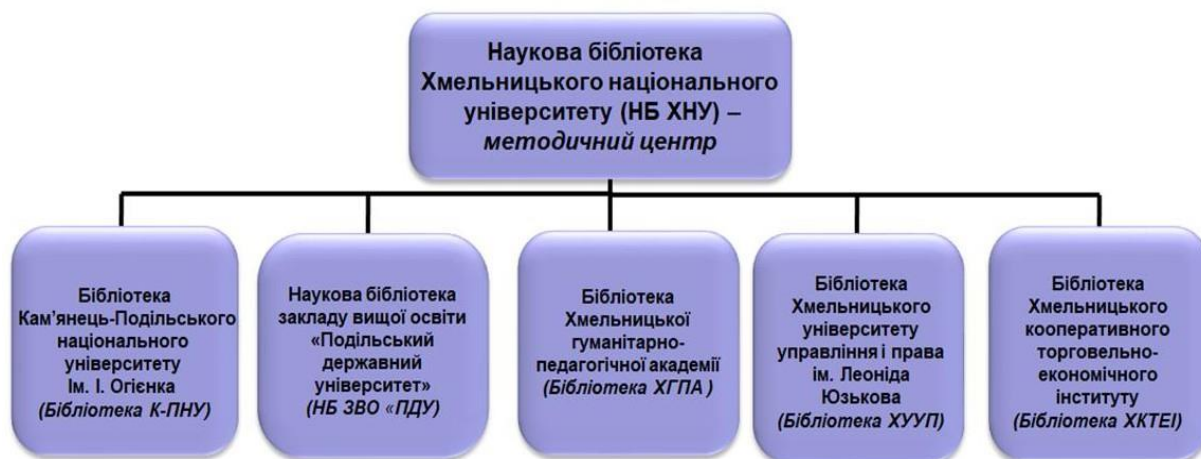 Наукова бібліотека
Хмельницького національного
університету (НБ ХНУ) –
методичний центр
Бібліотека
Кам’янець-Подільського
національного
університету
Ім. І. Огієнка
(Бібліотека К-ПНУ)
Наукова бібліотека
закладу вищої освіти
«Подільський
державний
університет»
(НБ ЗВО «ПДУ)
Бібліотека
Хмельницької
гуманітарно-
педагогічної академії
(Бібліотека ХГПА)
Бібліотека
Хмельницького
університету
управління і права
ім. Леоніда
Юзькова
(Бібліотека ХУУП)
Бібліотека
Хмельницького
кооперативного
торговельно-
економічного
інституту
(Бібліотека ХКТЕІ)